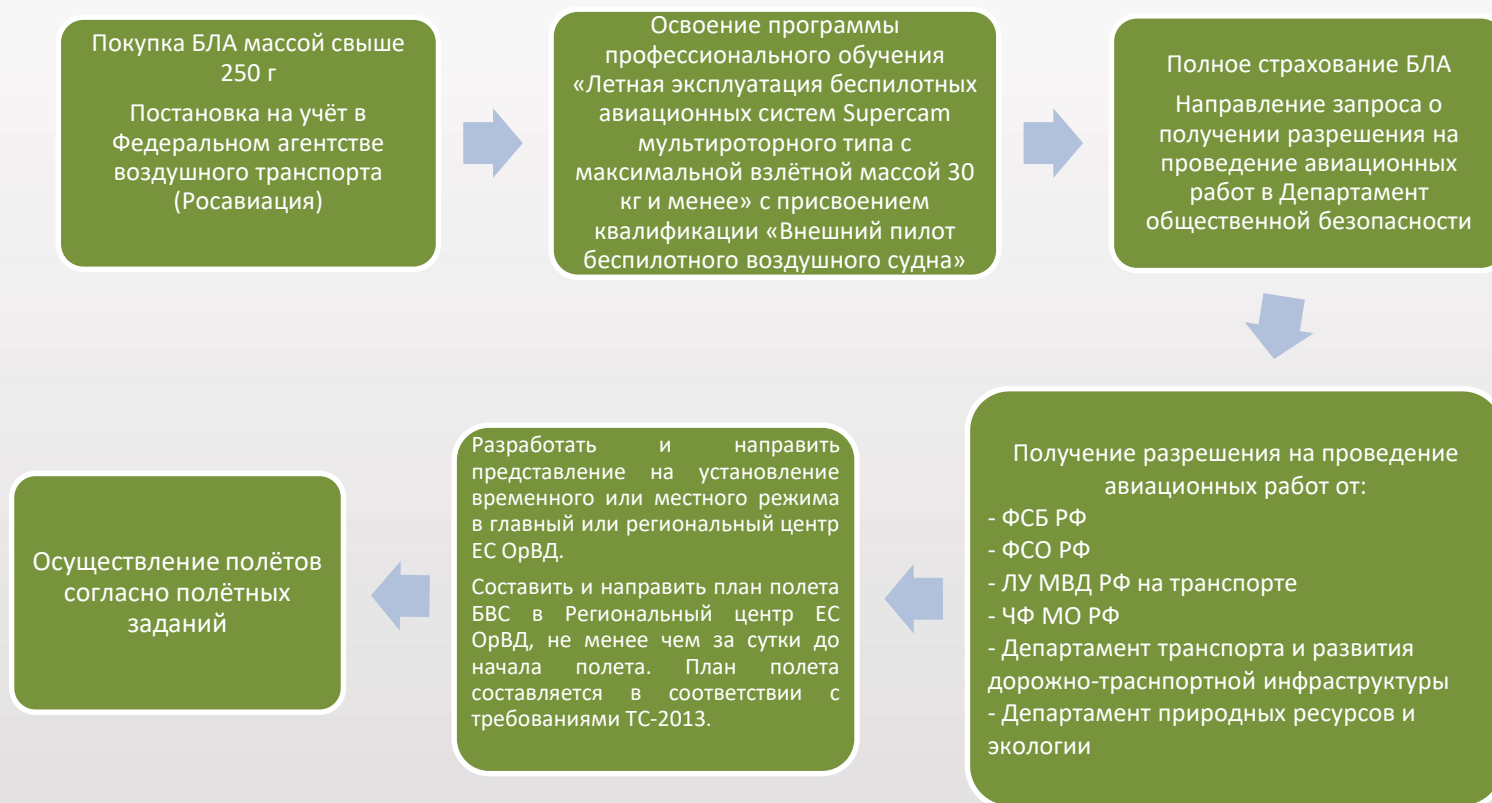 Покупка БЛА массой свыше
250 г
Постановка на учёт в
Федеральном агентстве
воздушного транспорта
(Росавиация)
Освоение программы
профессионального обучения
«Летная эксплуатация беспилотных
авиационных систем Supercam
мультироторного типа с
максимальной взлётной массой 30
кг и менее» с присвоением
квалификации «Внешний пилот
беспилотного воздушного судна»
Полное страхование БЛА
Направление запроса о
получении разрешения на
проведение авиационных
работ в Департамент
общественной безопасности
Получение разрешения на проведение
авиационных работ от:
- ФСБ РФ
- ФСО РФ
- ЛУ МВД РФ на транспорте
- ЧФ МО РФ
- Департамент транспорта и развития
дорожно-траснпортной инфраструктуры
- Департамент природных ресурсов и
экологии
Разработать и направить
представление на установление
временного или местного режима
в главный или региональный центр
ЕС ОрВД.
Составить и направить план полета
БВС в Региональный центр ЕС
ОрВД, не менее чем за сутки до
начала полета. План полета
составляется в соответствии с
требованиями ТС-2013.
Осуществление полётов
согласно полётных
заданий